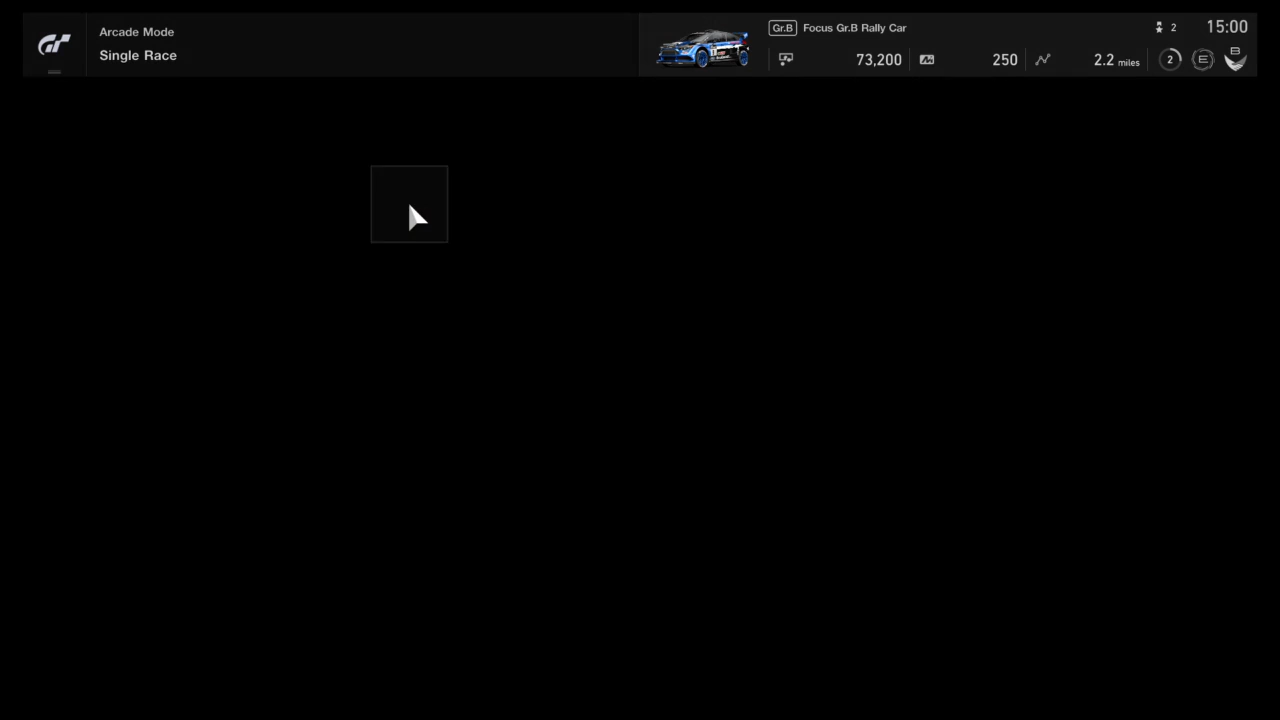 Arcade Mode
Single Race
Gr.B Focus Gr.B Rally Car
2 15:00
73,200 250 2.2 miles 2 E B